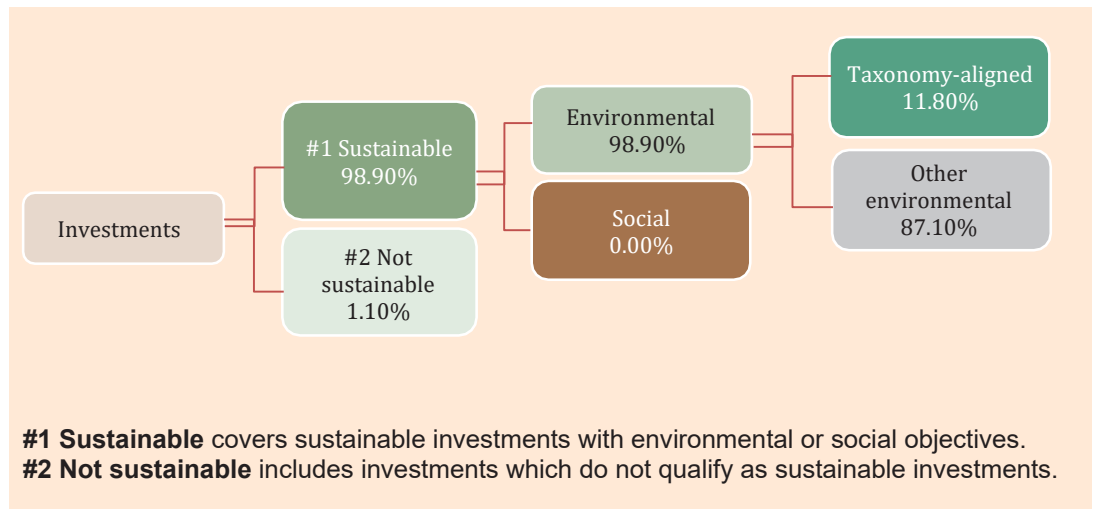 Investments
#1 Sustainable
98.90%
#2 Not
sustainable
1.10%
Environmental
98.90%
Social
0.00%
Taxonomy-aligned
11.80%
Other
environmental
87.10%
#1 Sustainable covers sustainable investments with environmental or social objectives.
#2 Not sustainable includes investments which do not qualify as sustainable investments.